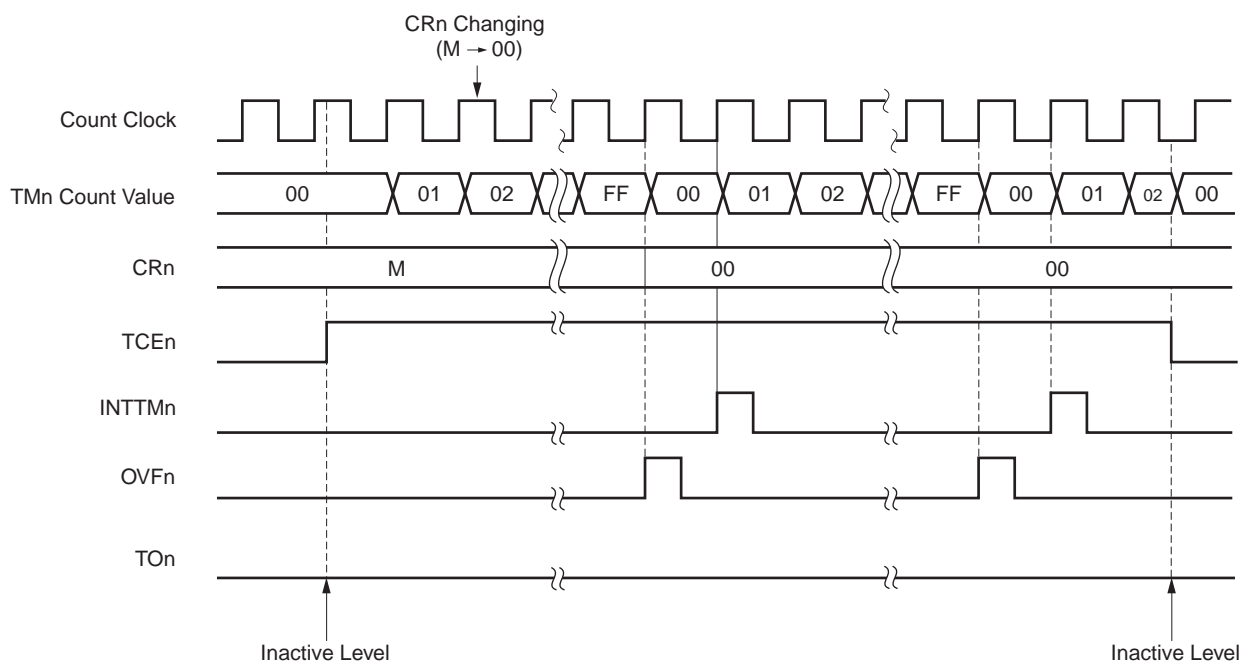 CRn Changing
(M → 00)
Count Clock
TMn Count Value 00 01 02 FF 00 01 02 FF 00 01 02 00
CRn M 00 00
TCEn
INTTMn
OVFn
TOn
Inactive Level Inactive Level